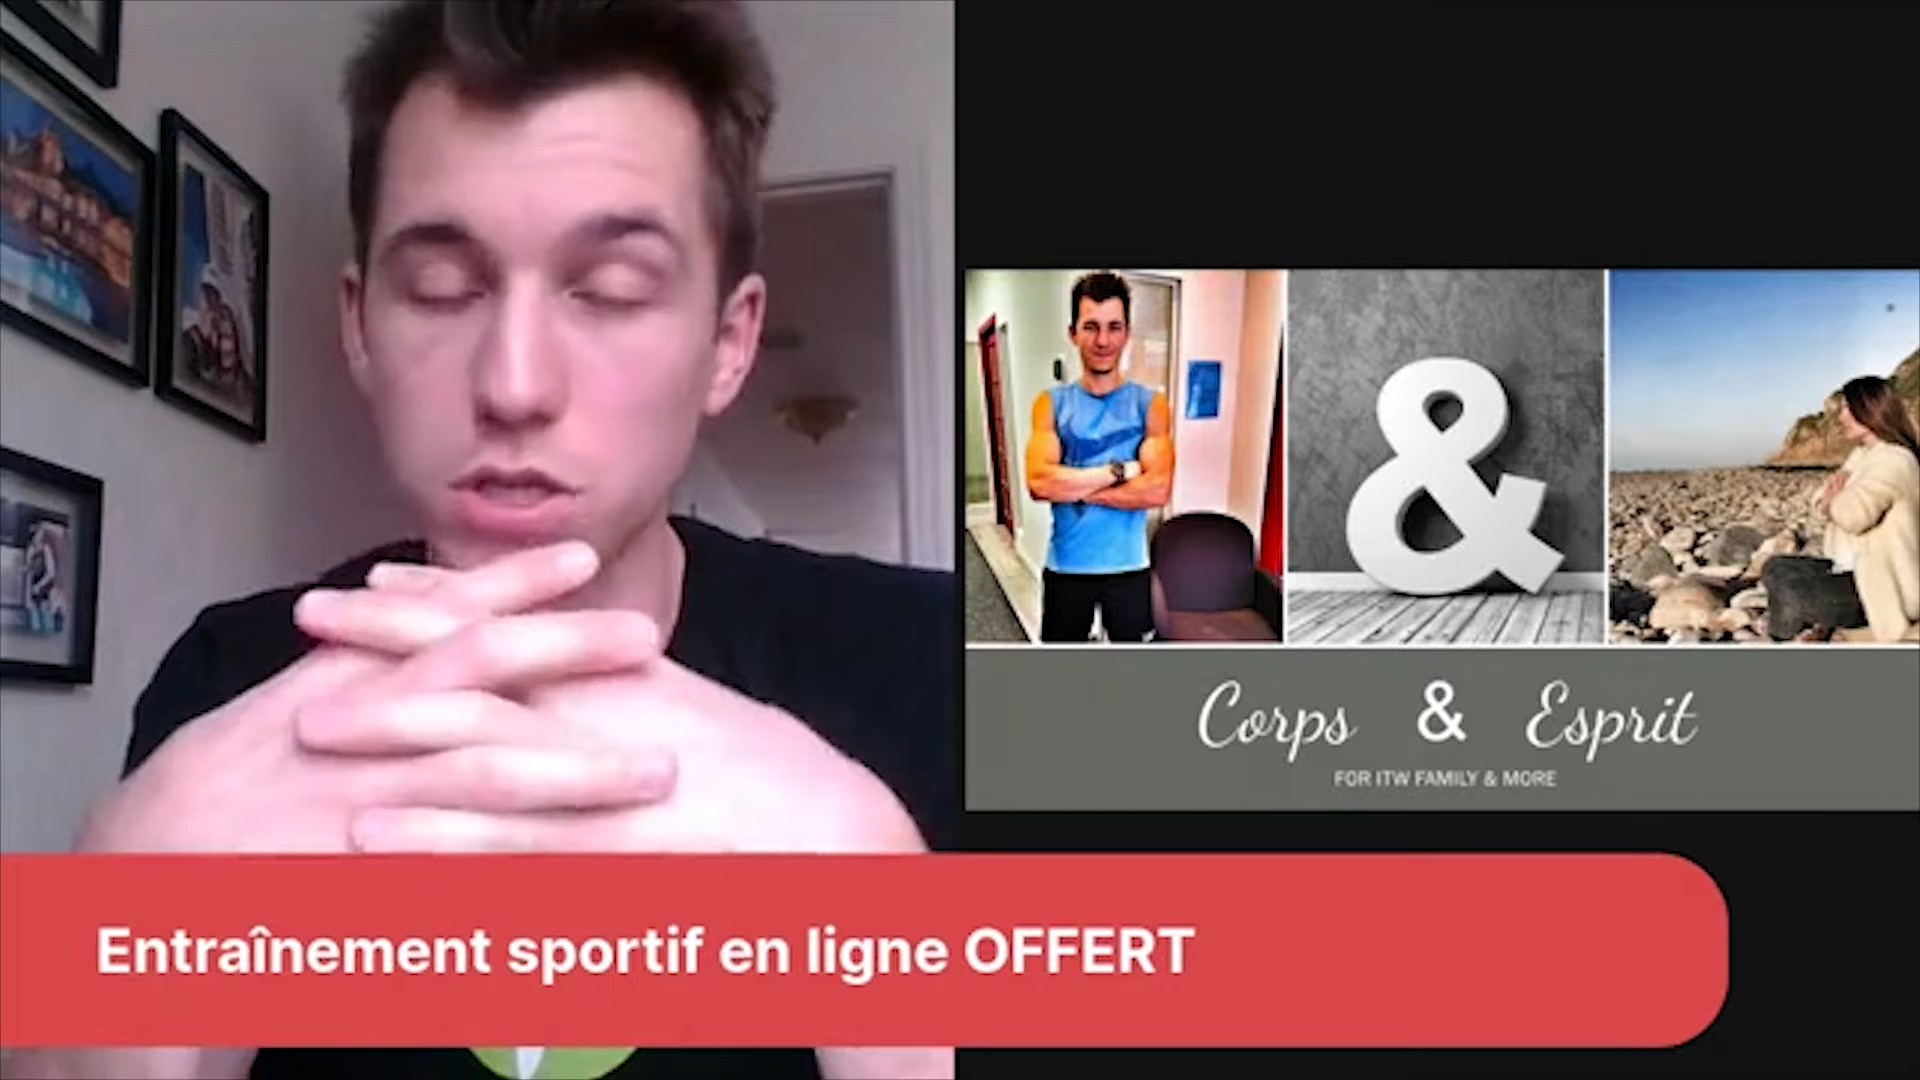 &
Corps & Esprit
FOR ITW FAMILY & MORE
Entraînement sportif en ligne OFFERT